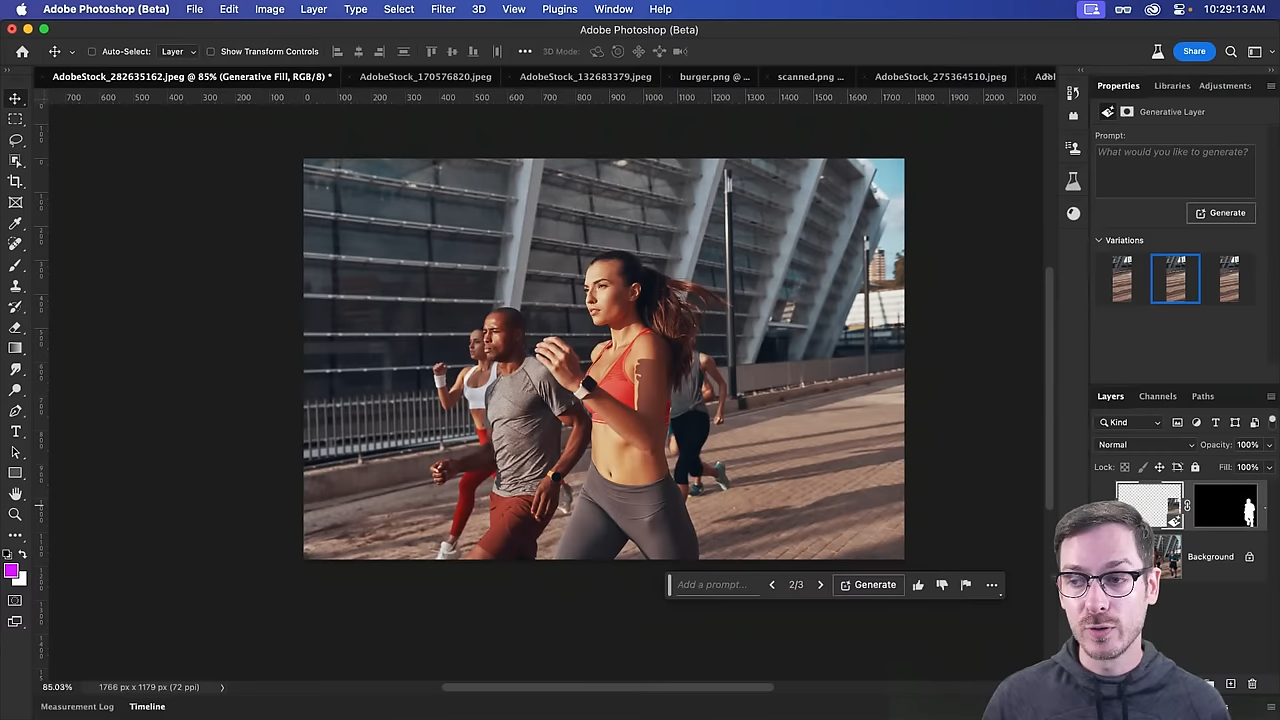 Adobe Photoshop (Beta) File Edit Image Layer Type Select Filter 3D View Plugins Window Help 10:29:13 AM
Adobe Photoshop (Beta)
Auto-Select: Layer Show Transform Controls 3D Mode: Share
AdobeStock_282635162.jpeg @ 85% (Generative Fill, RGB/8) * AdobeStock_170576820.jpeg AdobeStock_132683379.jpeg burger.png @ ... scanned.png ... AdobeStock_275364510.jpeg
700 600 500 400 300 200 100 0 100 200 300 400 500 600 700 800 900 1000 1100 1200 1300 1400 1500 1600 1700 1800 1900 2000 2100
Properties Libraries Adjustments
Generative Layer
Prompt:
What would you like to generate?
Generate
Variations
Layers Channels Paths
Kind
Normal Opacity: 100%
Lock: Fill: 100%
Background
Add a prompt... 2/3 Generate
85.03% 1766 px x 1179 px (72 ppi)
Measurement Log Timeline